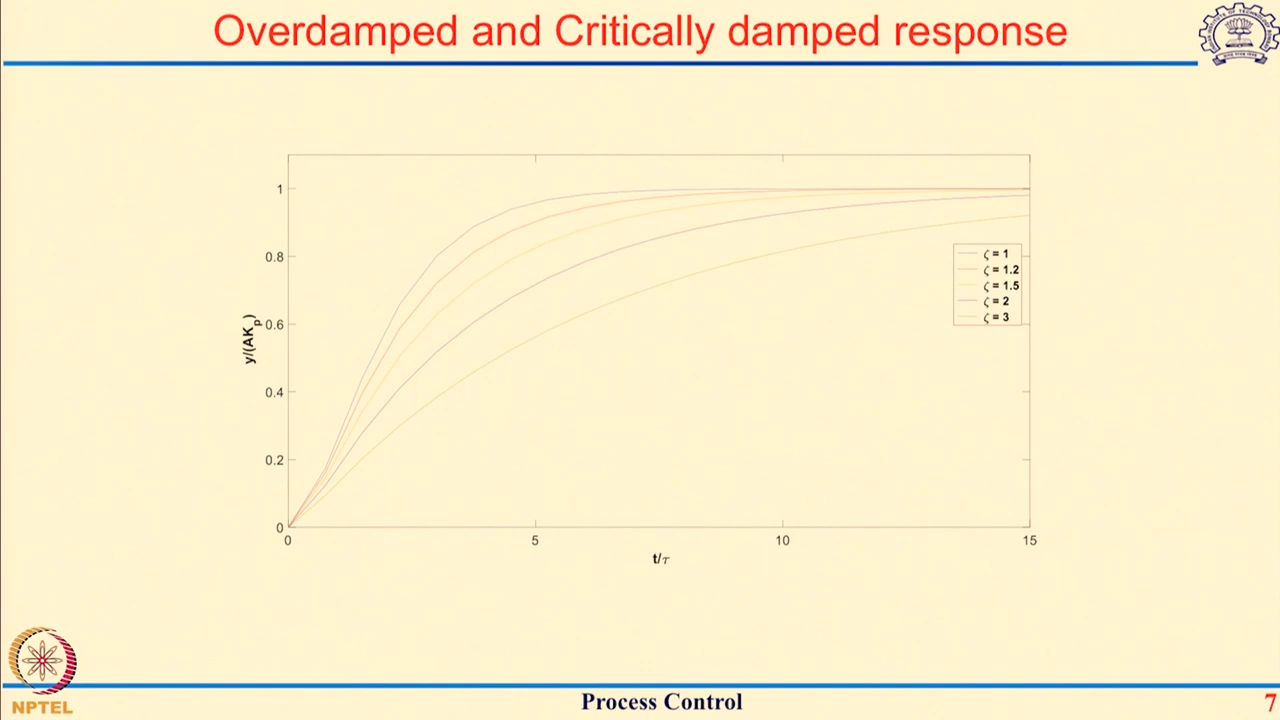 Overdamped and Critically damped response
1
0.8
0.6
0.4
0.2
0
y/(AKp)
0 5 10 15
t/τ
ζ = 1
ζ = 1.2
ζ = 1.5
ζ = 2
ζ = 3
NPTEL
Process Control
7